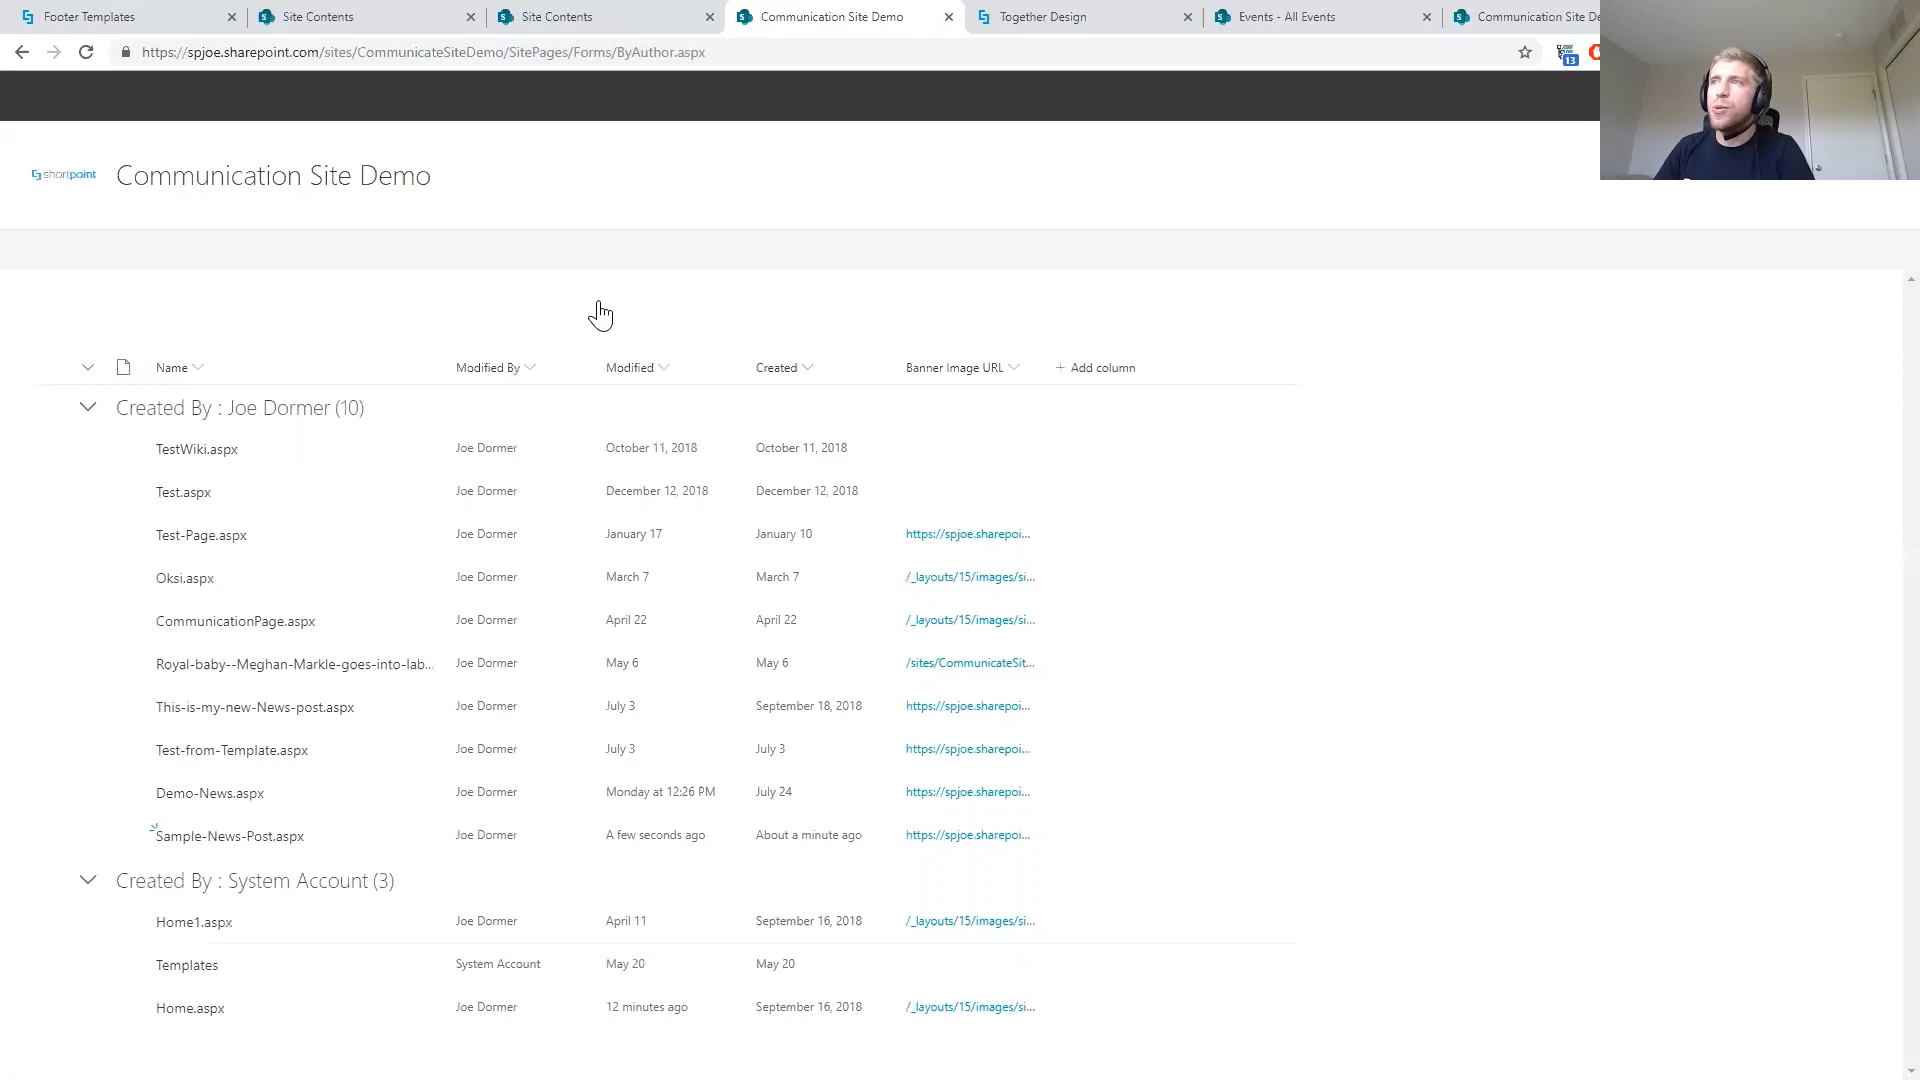 Footer Templates
Site Contents
Site Contents
Communication Site Demo
Together Design
Events - All Events
Communication Site De
https://spjoe.sharepoint.com/sites/CommunicateSiteDemo/SitePages/Forms/ByAuthor.aspx
13
shortpoint Communication Site Demo
Name Modified By Modified Created Banner Image URL + Add column
Created By : Joe Dormer (10)
TestWiki.aspx Joe Dormer October 11, 2018 October 11, 2018
Test.aspx Joe Dormer December 12, 2018 December 12, 2018
Test-Page.aspx Joe Dormer January 17 January 10 https://spjoe.sharepoi...
Oksi.aspx Joe Dormer March 7 March 7 /_layouts/15/images/si...
CommunicationPage.aspx Joe Dormer April 22 April 22 /_layouts/15/images/si...
Royal-baby--Meghan-Markle-goes-into-lab... Joe Dormer May 6 May 6 /sites/CommunicateSit...
This-is-my-new-News-post.aspx Joe Dormer July 3 September 18, 2018 https://spjoe.sharepoi...
Test-from-Template.aspx Joe Dormer July 3 July 3 https://spjoe.sharepoi...
Demo-News.aspx Joe Dormer Monday at 12:26 PM July 24 https://spjoe.sharepoi...
Sample-News-Post.aspx Joe Dormer A few seconds ago About a minute ago https://spjoe.sharepoi...
Created By : System Account (3)
Home1.aspx Joe Dormer April 11 September 16, 2018 /_layouts/15/images/si...
Templates System Account May 20 May 20
Home.aspx Joe Dormer 12 minutes ago September 16, 2018 /_layouts/15/images/si...